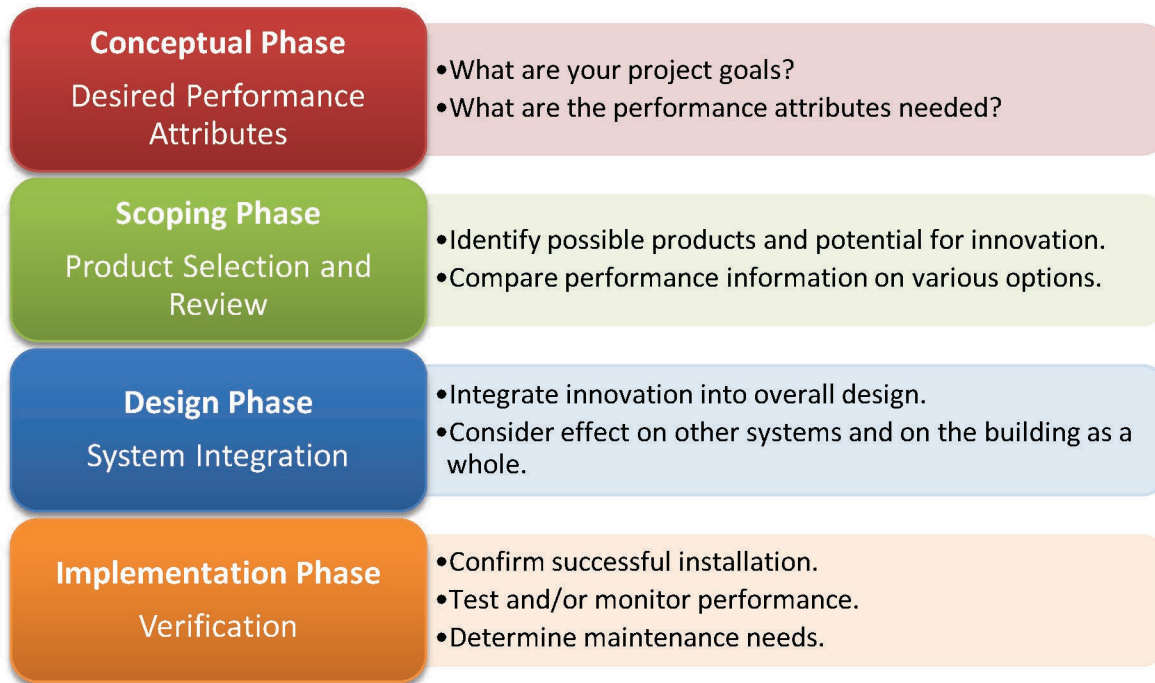 Conceptual Phase
Desired Performance
Attributes
•What are your project goals?
•What are the performance attributes needed?
Scoping Phase
Product Selection and
Review
•Identify possible products and potential for innovation.
•Compare performance information on various options.
Design Phase
System Integration
•Integrate innovation into overall design.
•Consider effect on other systems and on the building as a
whole.
Implementation Phase
Verification
•Confirm successful installation.
•Test and/or monitor performance.
•Determine maintenance needs.